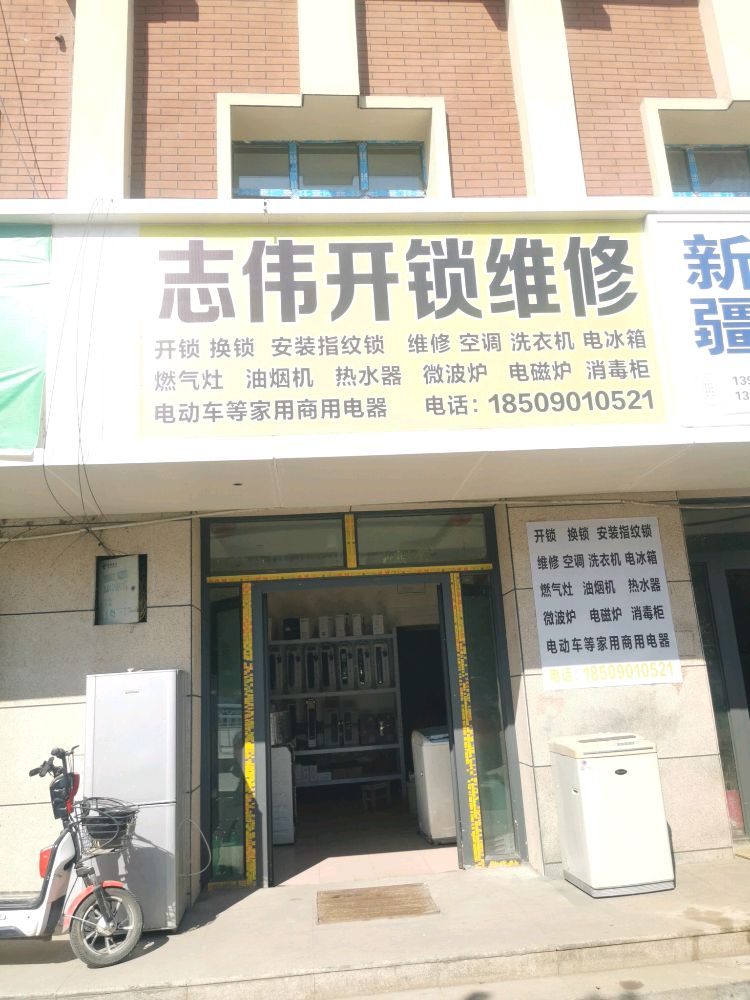 志伟开锁维修
开锁 换锁 安装指纹锁 维修 空调 洗衣机 电冰箱
燃气灶 油烟机 热水器 微波炉 电磁炉 消毒柜
电动车等家用商用电器 电话：18509010521
新
疆
139
13
开锁 换锁 安装指纹锁
维修 空调 洗衣机 电冰箱
燃气灶 油烟机 热水器
微波炉 电磁炉 消毒柜
电动车等家用商用电器
电话：18509010521